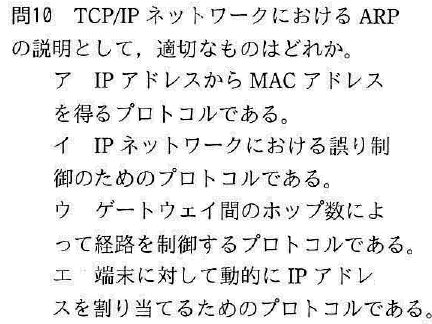 問10 TCP/IP ネットワークにおける ARP
の説明として，適切なものはどれか。
ア IP アドレスから MAC アドレス
を得るプロトコルである。
イ IP ネットワークにおける誤り制
御のためのプロトコルである。
ウ ゲートウェイ間のホップ数によ
って経路を制御するプロトコルである。
エ 端末に対して動的に IP アドレ
スを割り当てるためのプロトコルである。